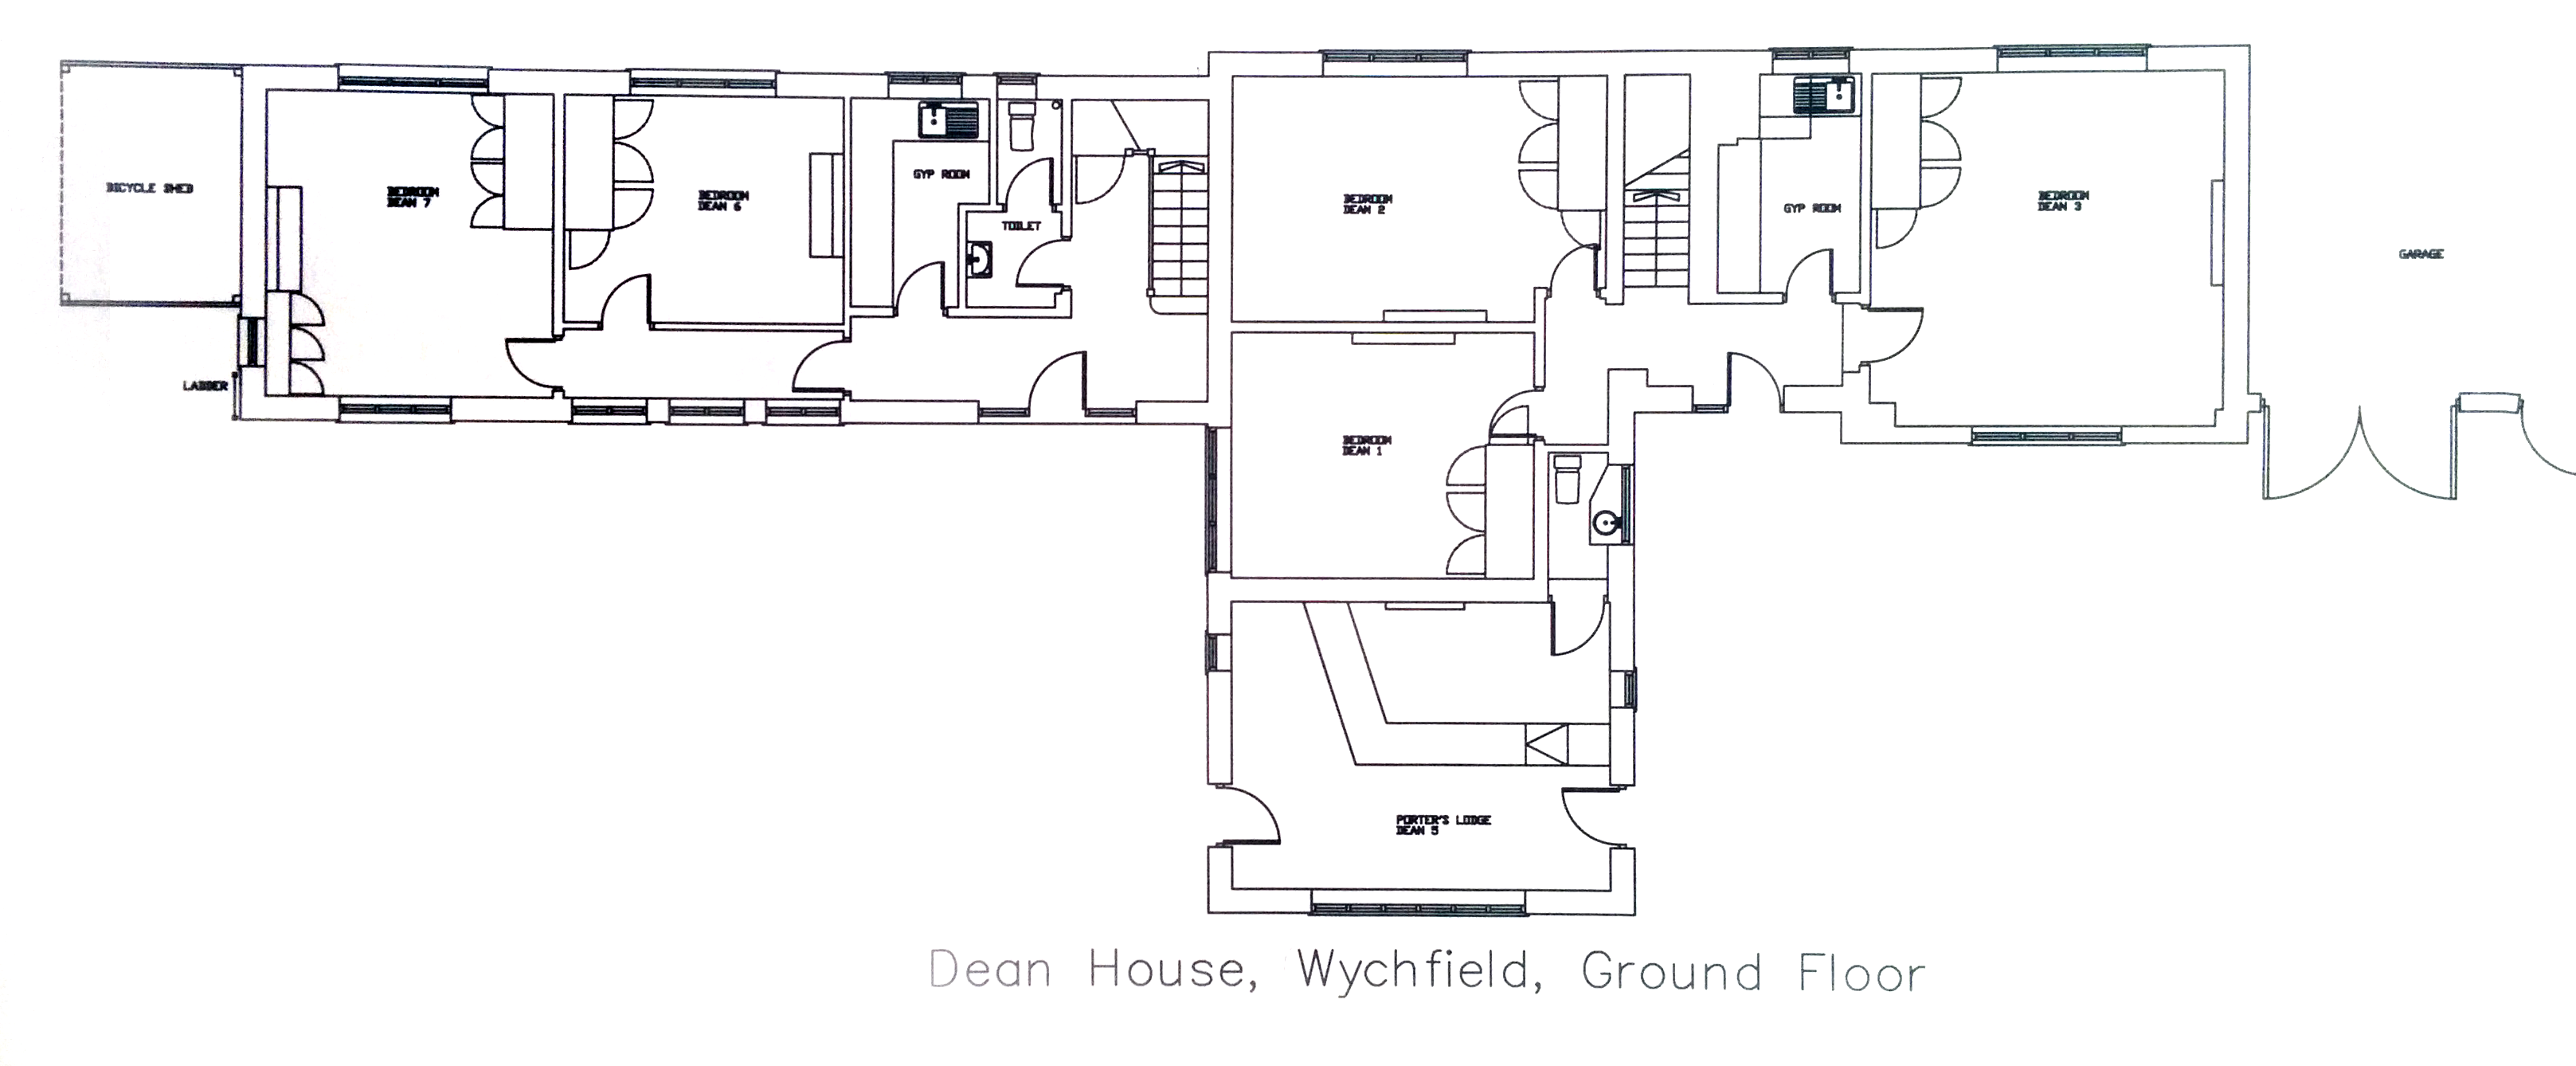 BICYCLE SHED
BEDROOM
DEAN 7
BEDROOM
DEAN 6
GYP ROOM
TOILET
BEDROOM
DEAN 2
GYP ROOM
BEDROOM
DEAN 3
GARAGE
LADDER
BEDROOM
DEAN 1
PORTER'S LODGE
DEAN 5
Dean House, Wychfield, Ground Floor